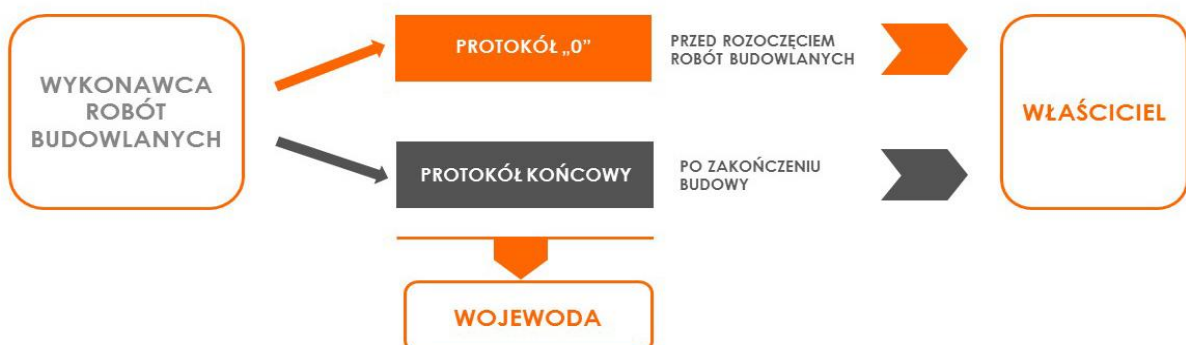 WYKONAWCA
ROBÓT
BUDOWLANYCH
PROTOKÓŁ „0”
PRZED ROZOCZĘCIEM
ROBÓT BUDOWLANYCH
PROTOKÓŁ KOŃCOWY
PO ZAKOŃCZENIU
BUDOWY
WŁAŚCICIEL
WOJEWODA